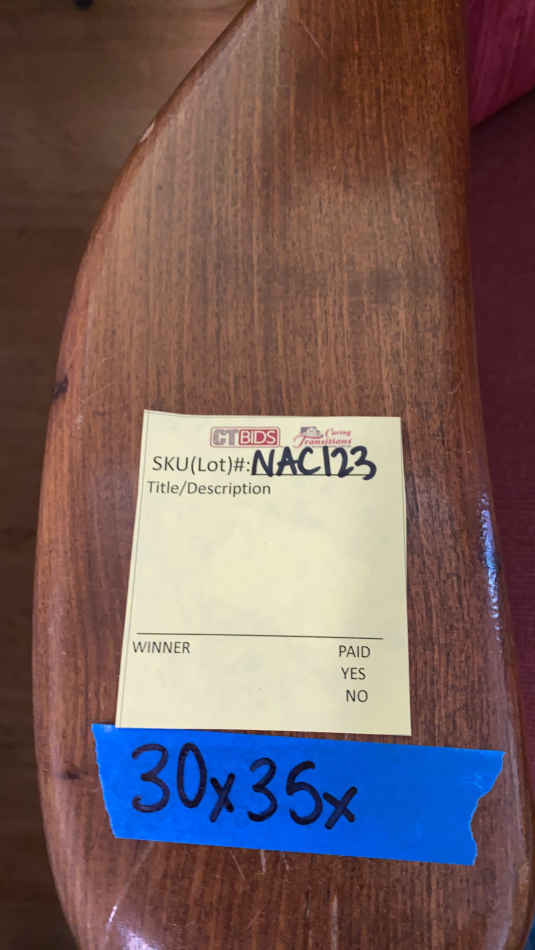 CTBIDS Caring Transitions
SKU(Lot)#: NAC123
Title/Description
WINNER PAID
YES
NO
30x35x